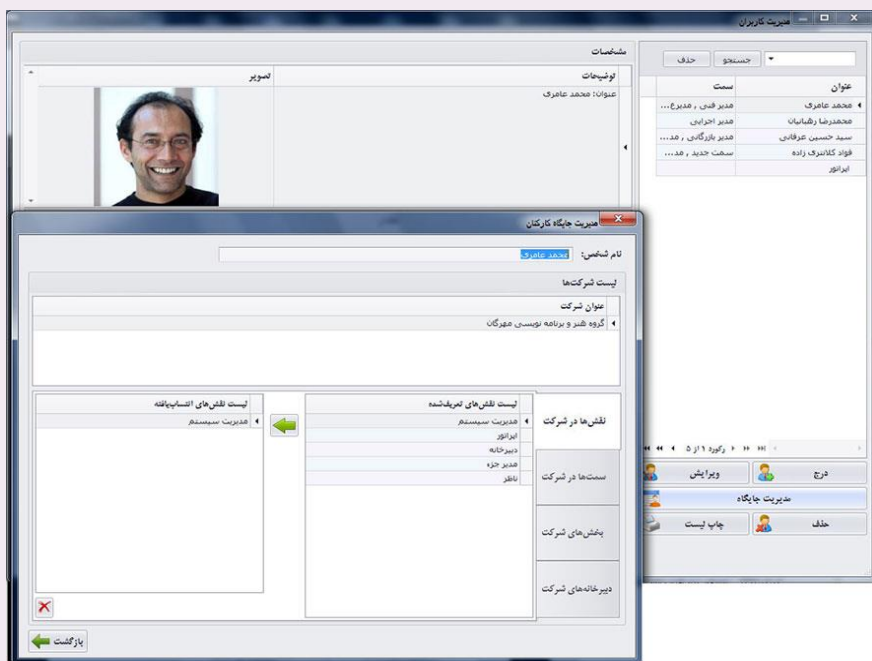 مدیریت کاربران
جستجو
حذف
عنوان
سمت
محمد عامری
مدیر فنی , مدیرع...
محمدرضا رهبانیان
مدیر اجرایی
سید حسین عرفانی
مدیر بازرگانی , مد...
فواد کلانتری زاده
سمت جدید , مد...
اپراتور
رکورد ۱ از ۵
درج
ویرایش
مدیریت جایگاه
حذف
چاپ لیست
مشخصات
توضیحات
تصویر
عنوان: محمد عامری
مدیریت جایگاه کارکنان
نام شخص:
محمد عامری
لیست شرکت‌ها
عنوان شرکت
گروه هنر و برنامه نویسی مهرگان
نقش‌ها در شرکت
سمت‌ها در شرکت
بخش‌های شرکت
دبیرخانه‌های شرکت
لیست نقش‌های تعریف‌شده
مدیریت سیستم
اپراتور
دبیرخانه
مدیر جزء
ناظر
لیست نقش‌های انتساب‌یافته
مدیریت سیستم
بازگشت